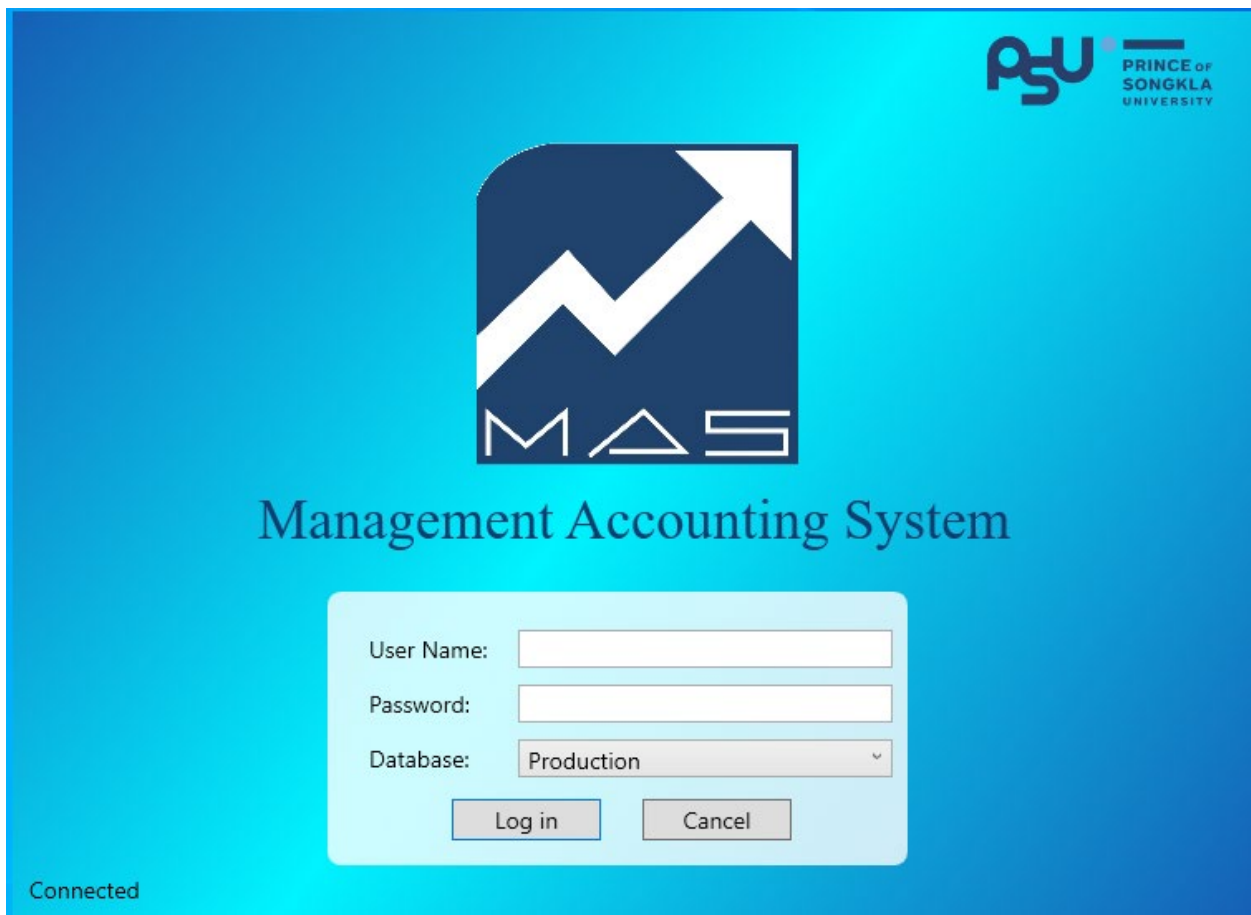 PSU
PRINCE OF
SONGKLA
UNIVERSITY
MAS
Management Accounting System
User Name:
Password:
Database: Production
Log in Cancel
Connected